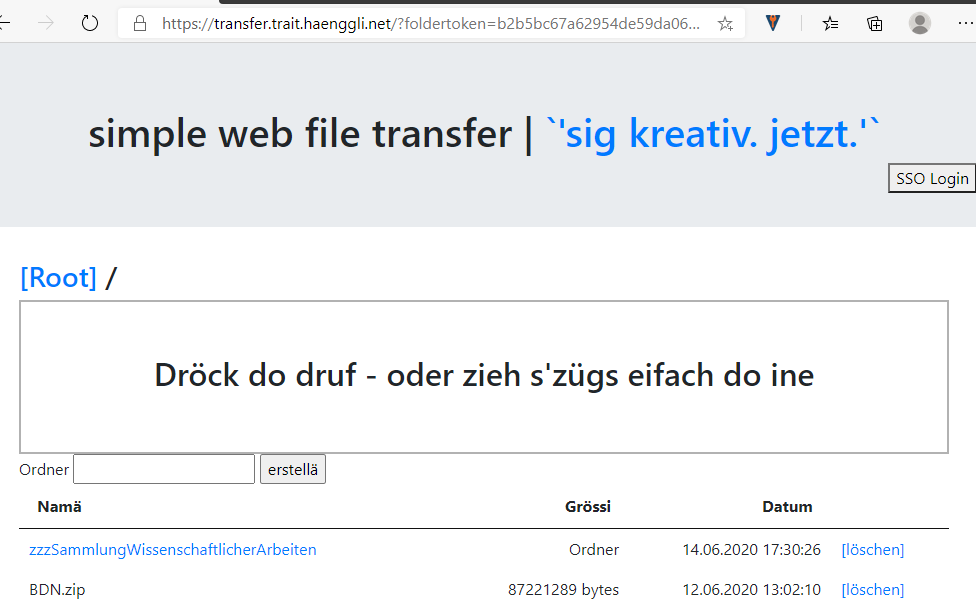 https://transfer.trait.haenggli.net/?foldertoken=b2b5bc67a62954de59da06...
simple web file transfer | `'sig kreativ. jetzt.'`
SSO Login
[Root] /
Dröck do druf - oder zieh s'zügs eifach do ine
Ordner erstellä
Namä Grössi Datum
zzzSammlungWissenschaftlicherArbeiten Ordner 14.06.2020 17:30:26 [löschen]
BDN.zip 87221289 bytes 12.06.2020 13:02:10 [löschen]